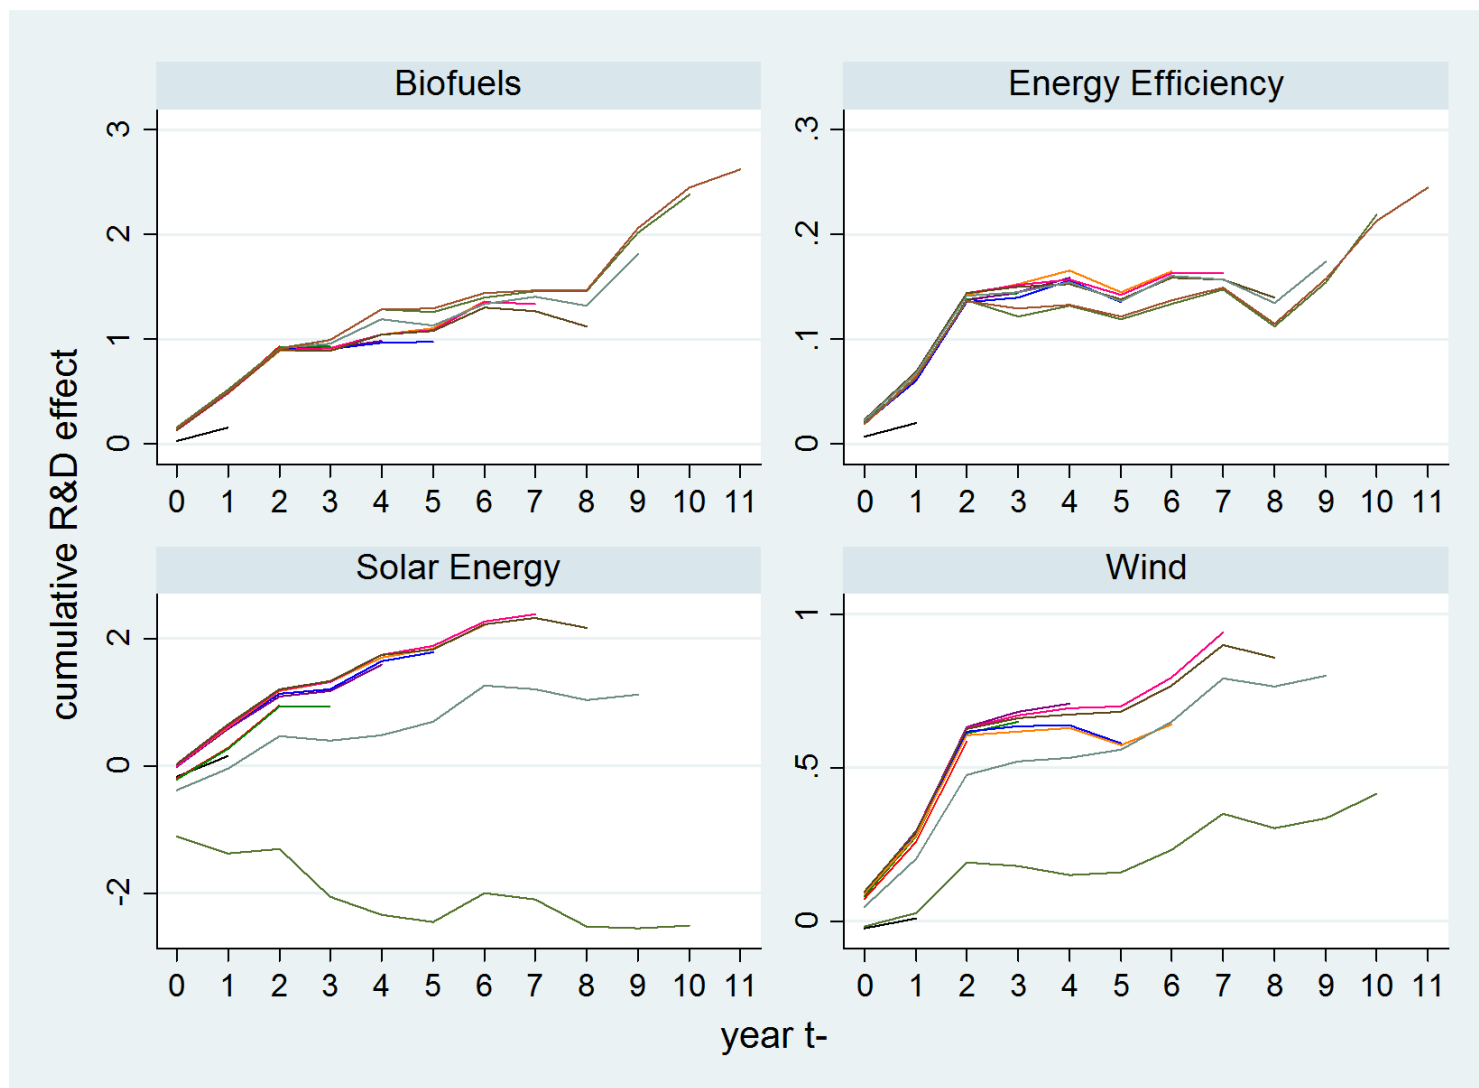 Biofuels
Energy Efficiency
3
2
1
0
0 1 2 3 4 5 6 7 8 9 10 11
.3
.2
.1
0
0 1 2 3 4 5 6 7 8 9 10 11
Solar Energy
Wind
2
0
-2
0 1 2 3 4 5 6 7 8 9 10 11
1
.5
0
0 1 2 3 4 5 6 7 8 9 10 11
cumulative R&D effect
year t-